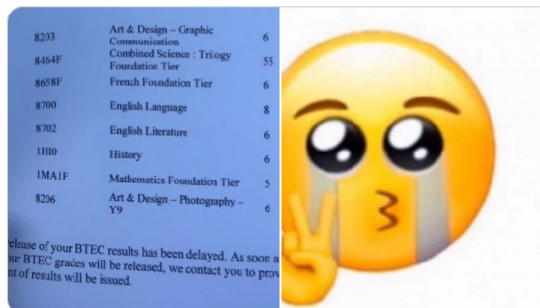 8203 Art & Design – Graphic Communication 6
8464F Combined Science : Trilogy Foundation Tier 55
8658F French Foundation Tier 6
8700 English Language 8
8702 English Literature 6
1HI0 History 6
1MA1F Mathematics Foundation Tier 5
8206 Art & Design – Photography – Y9 6
elease of your BTEC results has been delayed. As soon a
ur BTEC grades will be released, we contact you to prov
nt of results will be issued.